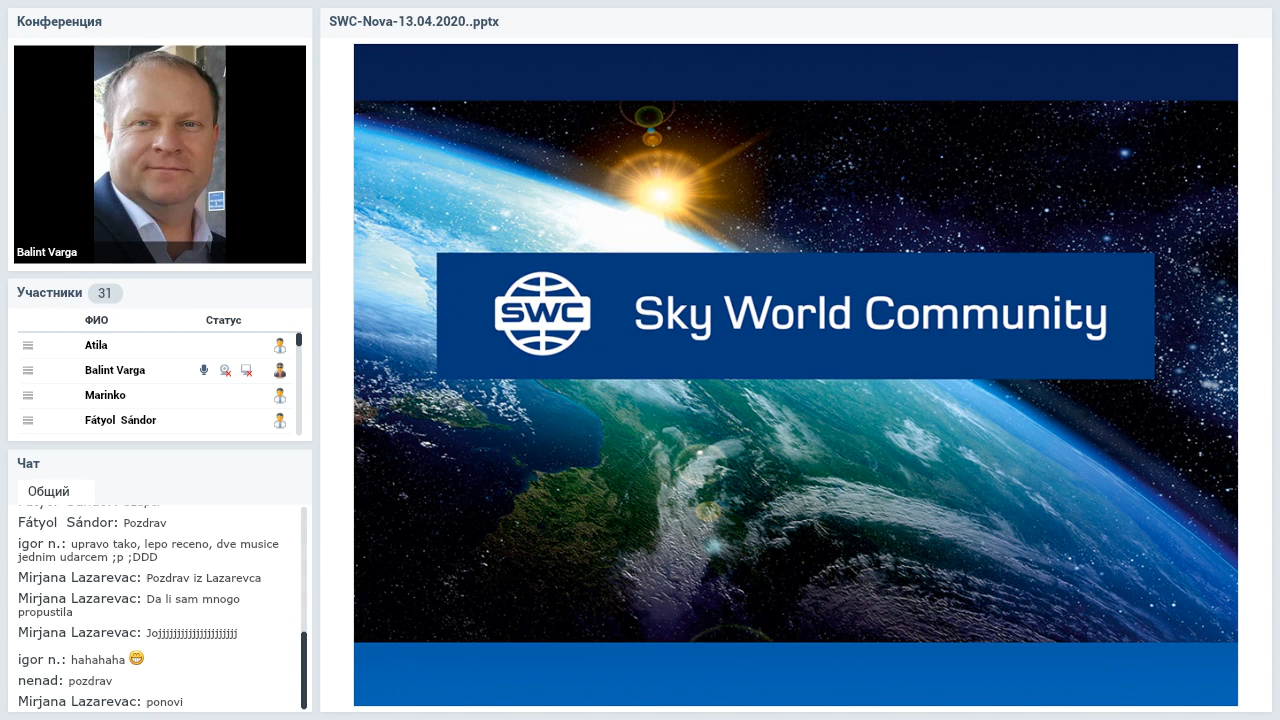 Конференция
Balint Varga
Участники 31
ФИО Статус
Atila
Balint Varga
Marinko
Fátyol Sándor
Чат
Общий
Fátyol Sándor: Pozdrav
igor n.: upravo tako, lepo receno, dve musice
jednim udarcem ;p ;DDD
Mirjana Lazarevac: Pozdrav iz Lazarevca
Mirjana Lazarevac: Da li sam mnogo
propustila
Mirjana Lazarevac: Jojjjjjjjjjjjjjjjjjjjjj
igor n.: hahahaha
nenad: pozdrav
Mirjana Lazarevac: ponovi
SWC-Nova-13.04.2020..pptx
SWC Sky World Community